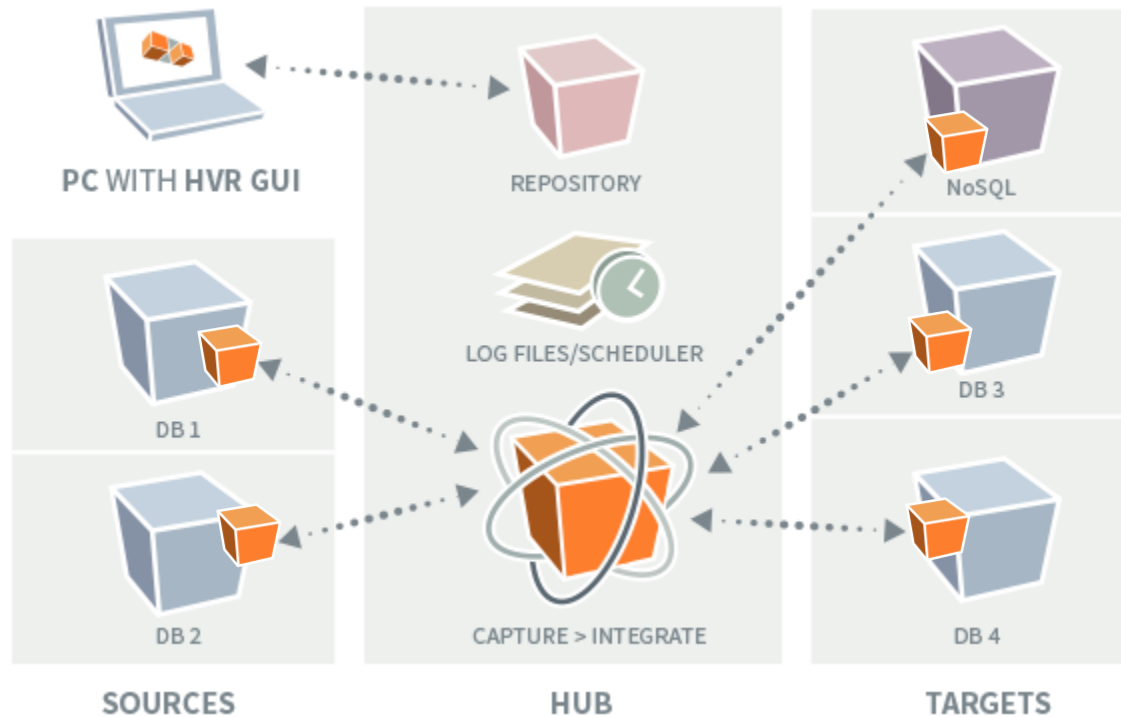 PC WITH HVR GUI
REPOSITORY
NoSQL
LOG FILES/SCHEDULER
DB 1
DB 3
DB 2
CAPTURE > INTEGRATE
DB 4
SOURCES
HUB
TARGETS